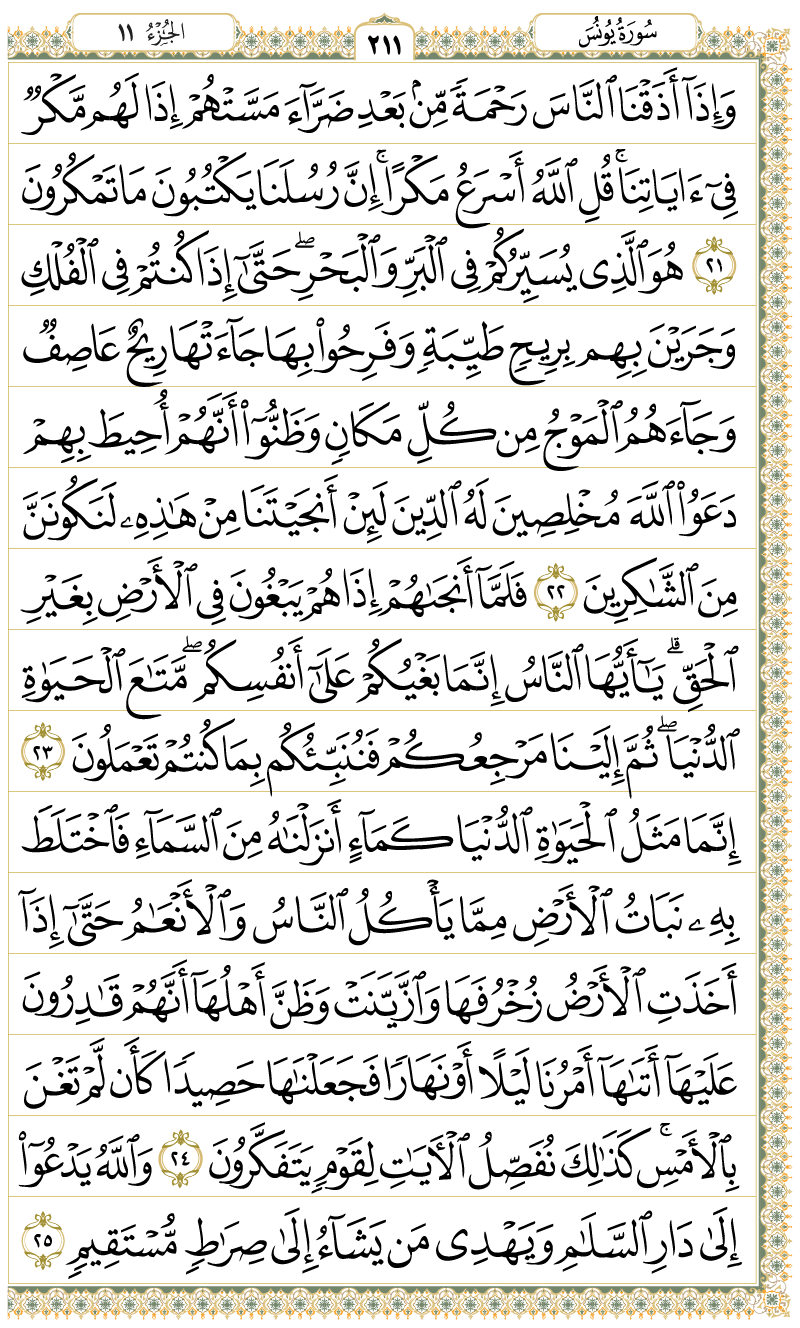 سُورَةُ يُونُسَ
٢١١
الجُزْءُ ١١
وَإِذَآ أَذَقْنَا ٱلنَّاسَ رَحْمَةً مِّنۢ بَعْدِ ضَرَّآءَ مَسَّتْهُمْ إِذَا لَهُم مَّكْرٌ
فِىٓ ءَايَاتِنَا ۚ قُلِ ٱللَّهُ أَسْرَعُ مَكْرًا ۚ إِنَّ رُسُلَنَا يَكْتُبُونَ مَا تَمْكُرُونَ
٢١ هُوَ ٱلَّذِى يُسَيِّرُكُمْ فِى ٱلْبَرِّ وَٱلْبَحْرِ ۖ حَتَّىٰٓ إِذَا كُنتُمْ فِى ٱلْفُلْكِ
وَجَرَيْنَ بِهِم بِرِيحٍ طَيِّبَةٍ وَفَرِحُوا۟ بِهَا جَآءَتْهَا رِيحٌ عَاصِفٌ
وَجَآءَهُمُ ٱلْمَوْجُ مِن كُلِّ مَكَانٍ وَظَنُّوٓا۟ أَنَّهُمْ أُحِيطَ بِهِمْ
دَعَوُا۟ ٱللَّهَ مُخْلِصِينَ لَهُ ٱلدِّينَ لَئِنْ أَنجَيْتَنَا مِنْ هَٰذِهِۦ لَنَكُونَنَّ
مِنَ ٱلشَّٰكِرِينَ ٢٢ فَلَمَّآ أَنجَىٰهُمْ إِذَا هُمْ يَبْغُونَ فِى ٱلْأَرْضِ بِغَيْرِ
ٱلْحَقِّ ۗ يَٰٓأَيُّهَا ٱلنَّاسُ إِنَّمَا بَغْيُكُمْ عَلَىٰٓ أَنفُسِكُم ۖ مَّتَٰعَ ٱلْحَيَوٰةِ
ٱلدُّنْيَا ۖ ثُمَّ إِلَيْنَا مَرْجِعُكُمْ فَنُنَبِّئُكُم بِمَا كُنتُمْ تَعْمَلُونَ ٢٣
إِنَّمَا مَثَلُ ٱلْحَيَوٰةِ ٱلدُّنْيَا كَمَآءٍ أَنزَلْنَٰهُ مِنَ ٱلسَّمَآءِ فَٱخْتَلَطَ
بِهِۦ نَبَاتُ ٱلْأَرْضِ مِمَّا يَأْكُلُ ٱلنَّاسُ وَٱلْأَنْعَٰمُ حَتَّىٰٓ إِذَآ
أَخَذَتِ ٱلْأَرْضُ زُخْرُفَهَا وَٱزَّيَّنَتْ وَظَنَّ أَهْلُهَآ أَنَّهُمْ قَٰدِرُونَ
عَلَيْهَآ أَتَىٰهَآ أَمْرُنَا لَيْلًا أَوْ نَهَارًا فَجَعَلْنَٰهَا حَصِيدًا كَأَن لَّمْ تَغْنَ
بِٱلْأَمْسِ ۚ كَذَٰلِكَ نُفَصِّلُ ٱلْأَيَٰتِ لِقَوْمٍ يَتَفَكَّرُونَ ٢٤ وَٱللَّهُ يَدْعُوٓا۟
إِلَىٰ دَارِ ٱلسَّلَٰمِ وَيَهْدِى مَن يَشَآءُ إِلَىٰ صِرَٰطٍ مُّسْتَقِيمٍ ٢٥